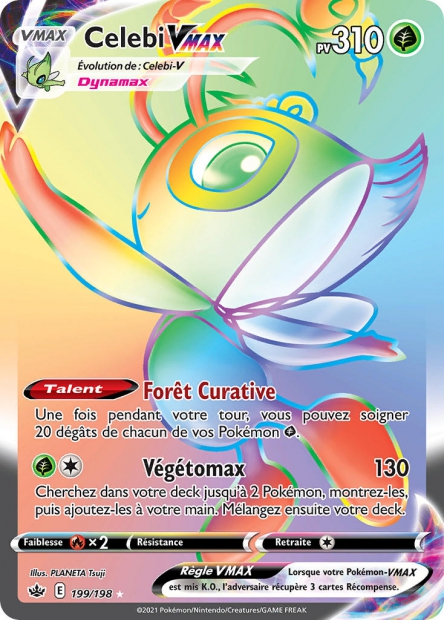 VMAX
Celebi VMAX
PV 310
Évolution de : Celebi-V
Dynamax
Talent Forêt Curative
Une fois pendant votre tour, vous pouvez soigner
20 dégâts de chacun de vos Pokémon .
Végétomax 130
Cherchez dans votre deck jusqu'à 2 Pokémon, montrez-les,
puis ajoutez-les à votre main. Mélangez ensuite votre deck.
Faiblesse ×2 Résistance Retraite
Illus. PLANETA Tsuji
E 199/198
Règle VMAX Lorsque votre Pokémon-VMAX
est mis K.O., l'adversaire récupère 3 cartes Récompense.
©2021 Pokémon/Nintendo/Creatures/GAME FREAK